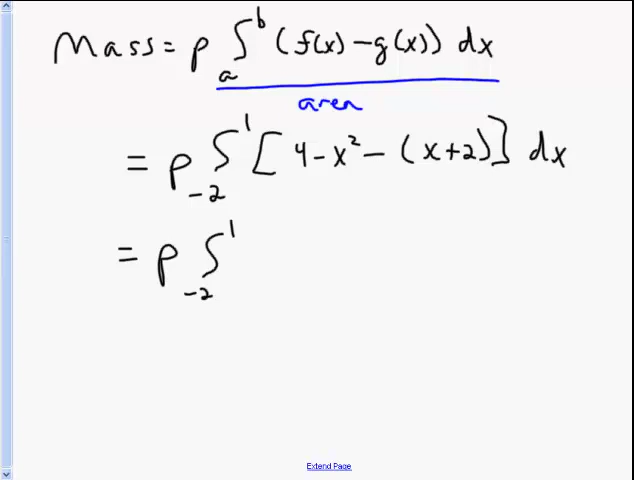 Mass = ρ ∫_a^b (f(x) - g(x)) dx
area
= ρ ∫_-2^1 [4 - x² - (x+2)] dx
= ρ ∫_-2^1
Extend Page